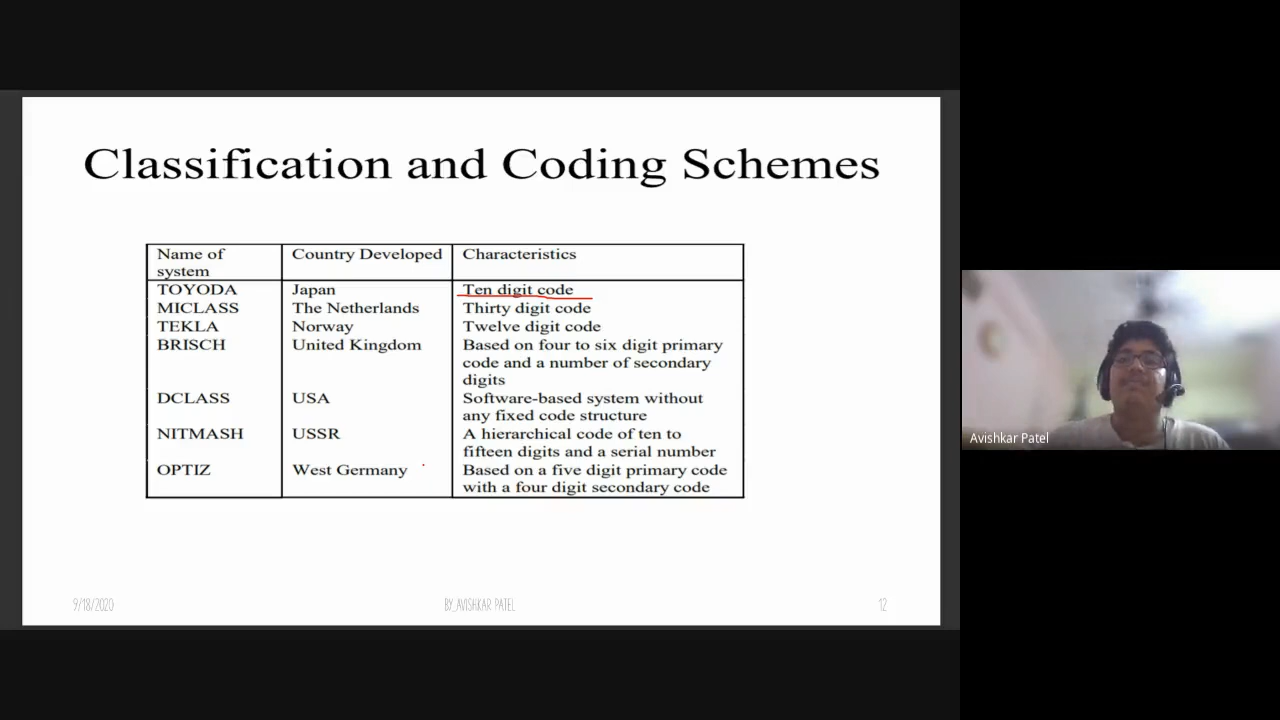 Classification and Coding Schemes
Name of system
Country Developed
Characteristics
TOYODA
Japan
Ten digit code
MICLASS
The Netherlands
Thirty digit code
TEKLA
Norway
Twelve digit code
BRISCH
United Kingdom
Based on four to six digit primary
code and a number of secondary
digits
DCLASS
USA
Software-based system without
any fixed code structure
NITMASH
USSR
A hierarchical code of ten to
fifteen digits and a serial number
OPTIZ
West Germany
Based on a five digit primary code
with a four digit secondary code
9/18/2020
BY_AVISHKAR PATEL
12
Avishkar Patel